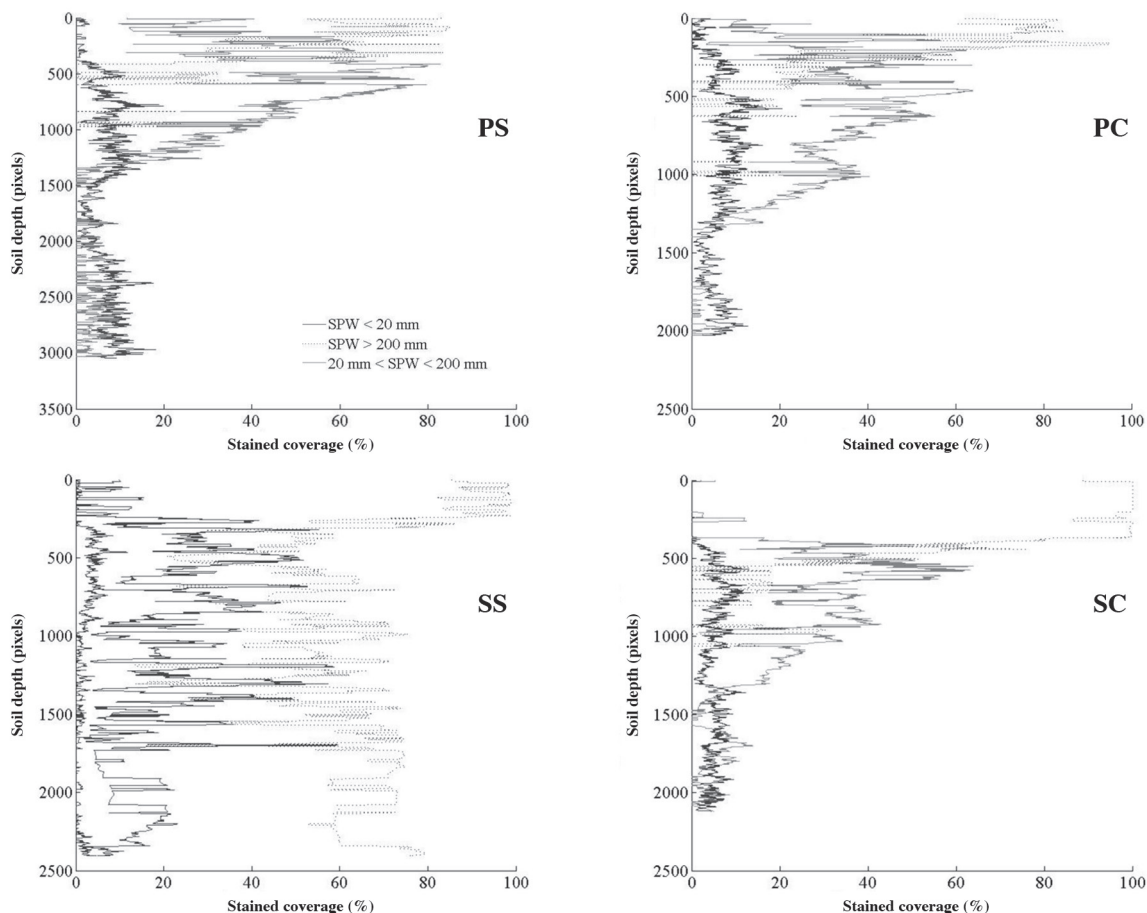 0
500
1000
1500
2000
2500
3000
3500
Soil depth (pixels)
0 20 40 60 80 100
Stained coverage (%)
PS
SPW < 20 mm
SPW > 200 mm
20 mm < SPW < 200 mm
0
500
1000
1500
2000
2500
Soil depth (pixels)
0 20 40 60 80 100
Stained coverage (%)
PC
0
500
1000
1500
2000
2500
Soil depth (pixels)
0 20 40 60 80 100
Stained coverage (%)
SS
0
500
1000
1500
2000
2500
Soil depth (pixels)
0 20 40 60 80 100
Stained coverage (%)
SC